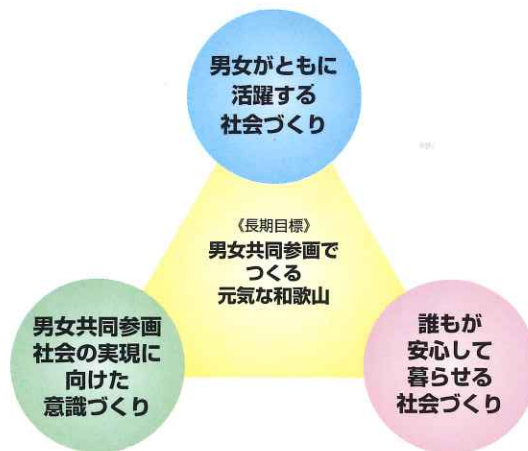 男女がともに
活躍する
社会づくり
《長期目標》
男女共同参画で
つくる
元気な和歌山
男女共同参画
社会の実現に
向けた
意識づくり
誰もが
安心して
暮らせる
社会づくり